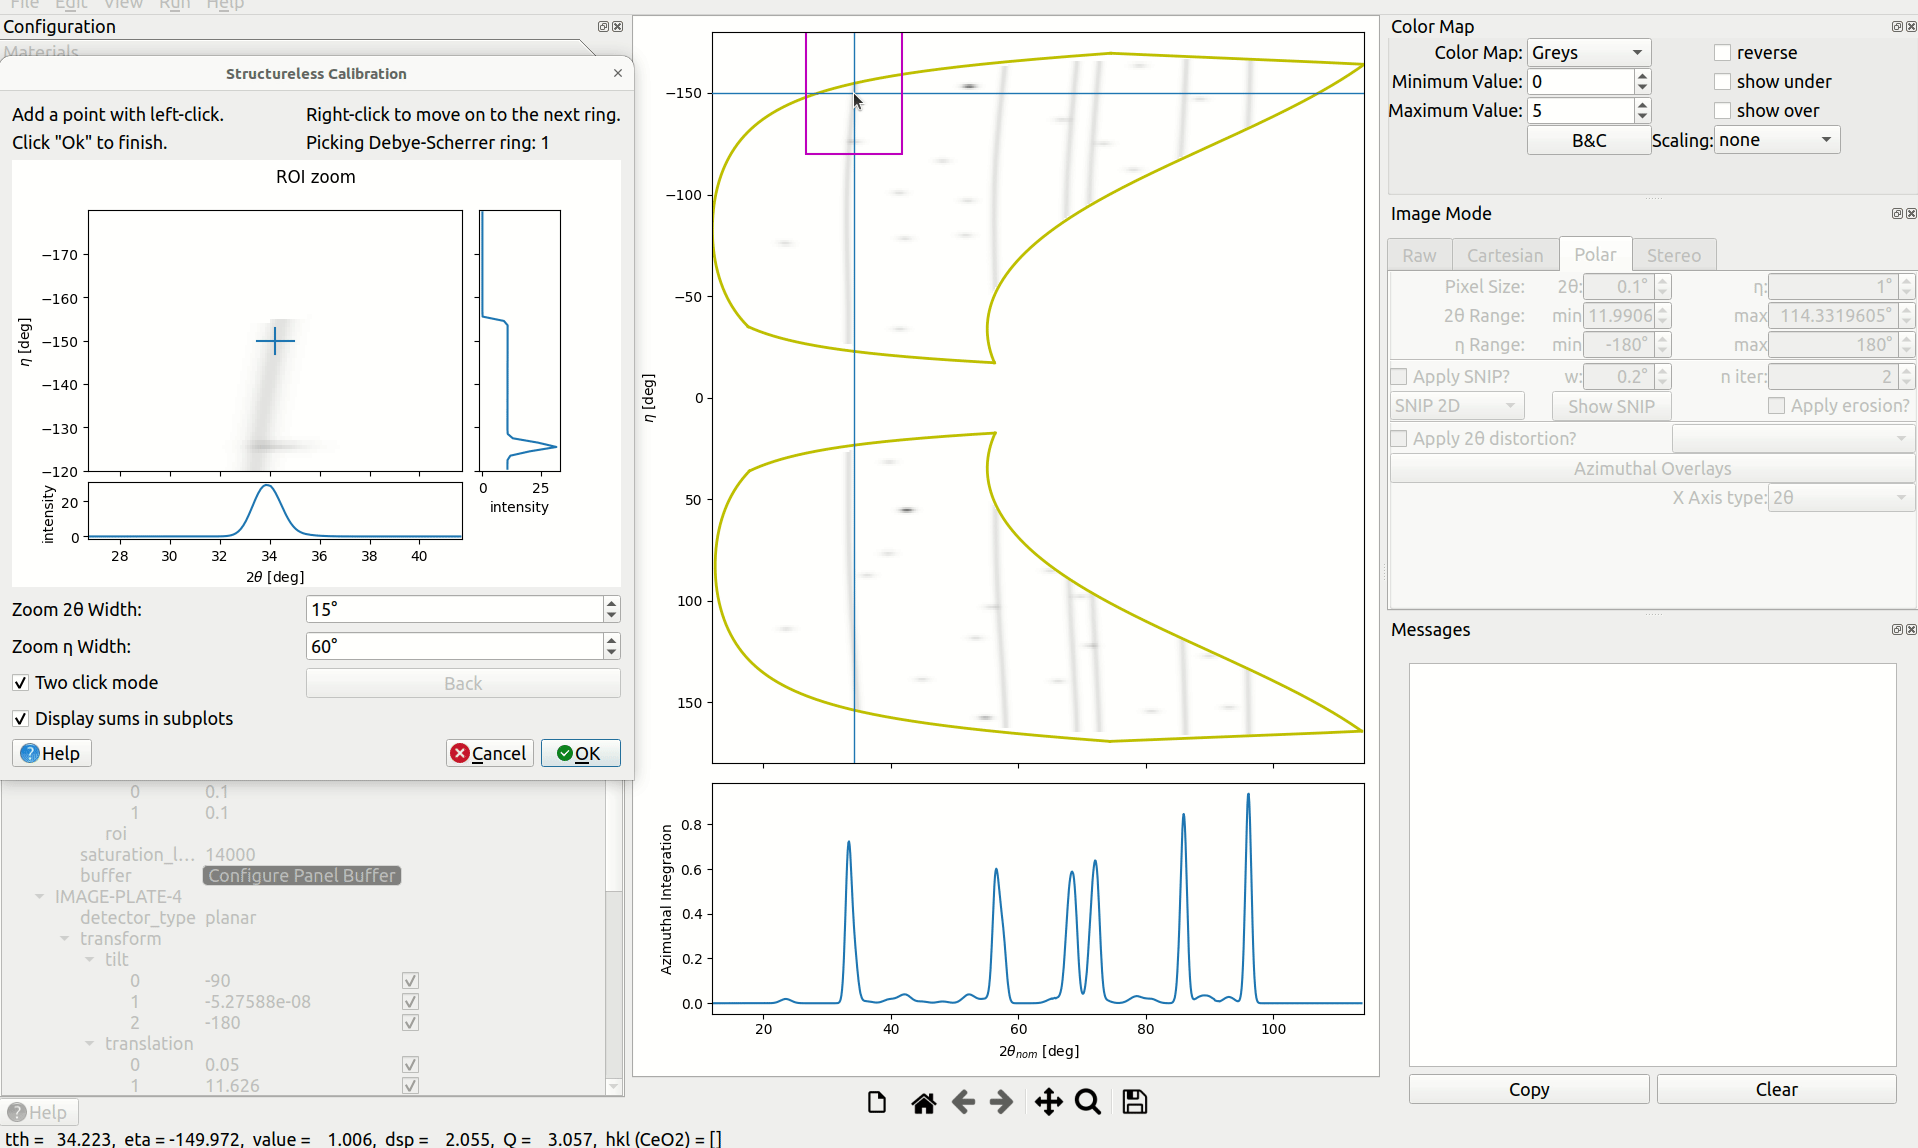 File Edit View Run Help
Configuration
Materials
Structureless Calibration
Add a point with left-click.
Right-click to move on to the next ring.
Click "Ok" to finish.
Picking Debye-Scherrer ring: 1
ROI zoom
−170
−160
−150
−140
−130
−120
η [deg]
0 25
intensity
20
0
intensity
28 30 32 34 36 38 40
2θ [deg]
Zoom 2θ Width:
15°
Zoom η Width:
60°
Two click mode
Back
Display sums in subplots
Help
Cancel
OK
0 0.1
1 0.1
roi
saturation_l... 14000
buffer Configure Panel Buffer
IMAGE-PLATE-4
detector_type planar
transform
tilt
0 -90
1 -5.27588e-08
2 -180
translation
0 0.05
1 11.626
Help
tth = 34.223, eta = -149.972, value = 1.006, dsp = 2.055, Q = 3.057, hkl (CeO2) = []
−150
−100
−50
0
50
100
150
η [deg]
0.8
0.6
0.4
0.2
0.0
Azimuthal Integration
20 40 60 80 100
2θnom [deg]
Color Map
Color Map: Greys
reverse
Minimum Value: 0
show under
Maximum Value: 5
show over
B&C
Scaling: none
Image Mode
Raw Cartesian Polar Stereo
Pixel Size: 2θ: 0.1° η: 1°
2θ Range: min 11.9906 max 114.3319605°
η Range: min -180° max 180°
Apply SNIP? w: 0.2° n iter: 2
SNIP 2D Show SNIP Apply erosion?
Apply 2θ distortion?
Azimuthal Overlays
X Axis type: 2θ
Messages
Copy
Clear